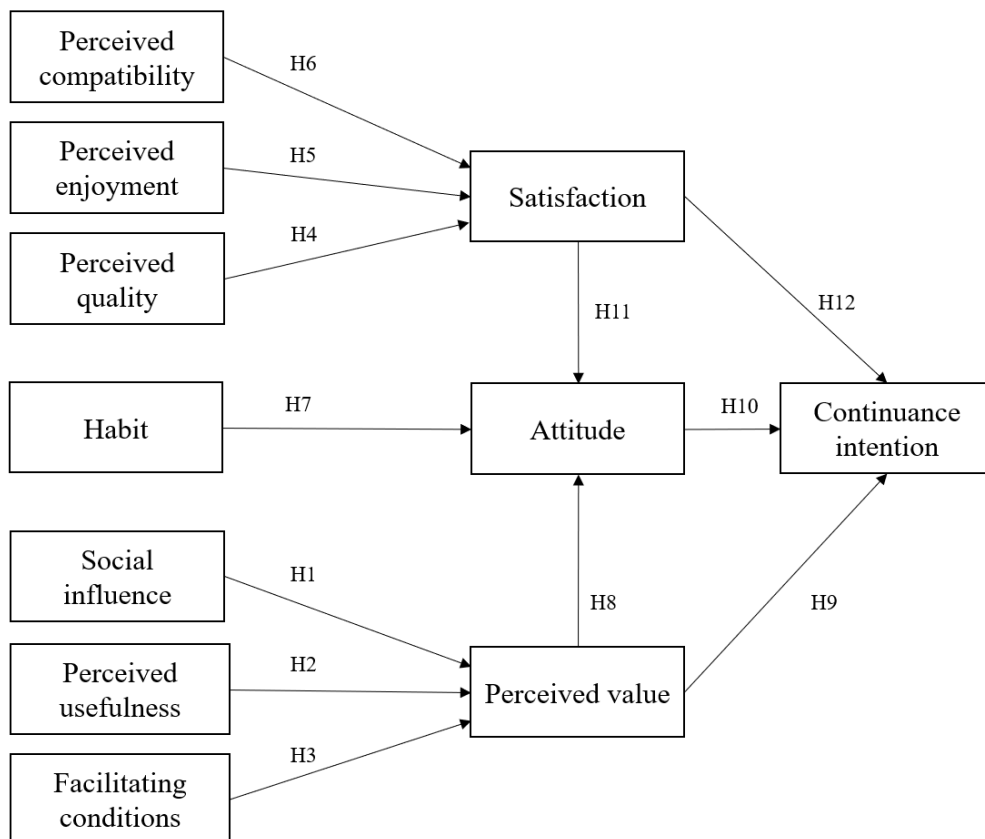 Perceived
compatibility
H6
Perceived
enjoyment
H5
Satisfaction
Perceived
quality
H4
H11
H12
Habit
H7
Attitude
H10
Continuance
intention
Social
influence
H1
H8
H9
Perceived
usefulness
H2
Perceived value
Facilitating
conditions
H3